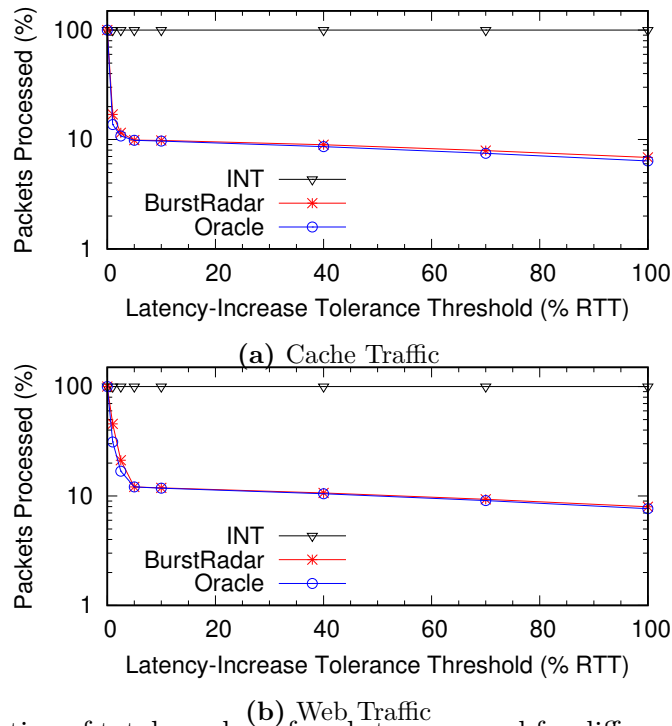 100
10
1
Packets Processed (%)
INT
BurstRadar
Oracle
0 20 40 60 80 100
Latency-Increase Tolerance Threshold (% RTT)
(a) Cache Traffic
100
10
1
Packets Processed (%)
INT
BurstRadar
Oracle
0 20 40 60 80 100
Latency-Increase Tolerance Threshold (% RTT)
(b) Web Traffic